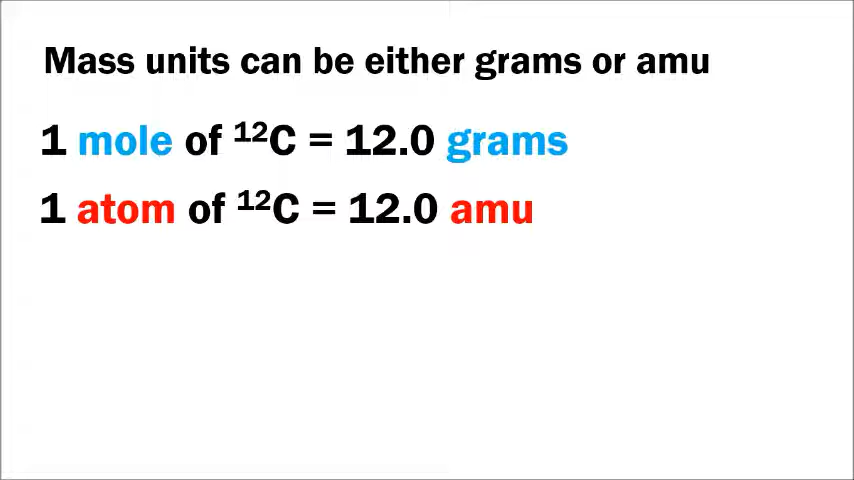 Mass units can be either grams or amu
1 mole of ¹²C = 12.0 grams
1 atom of ¹²C = 12.0 amu